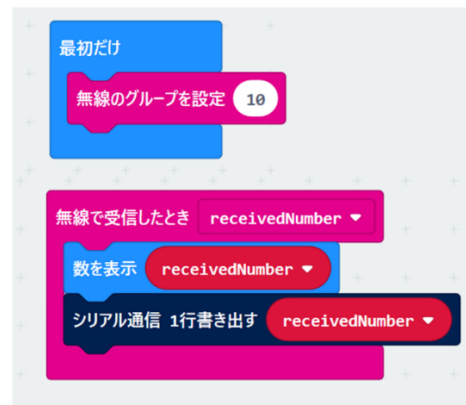 最初だけ
無線のグループを設定 10
無線で受信したとき receivedNumber
数を表示 receivedNumber
シリアル通信 1行書き出す receivedNumber